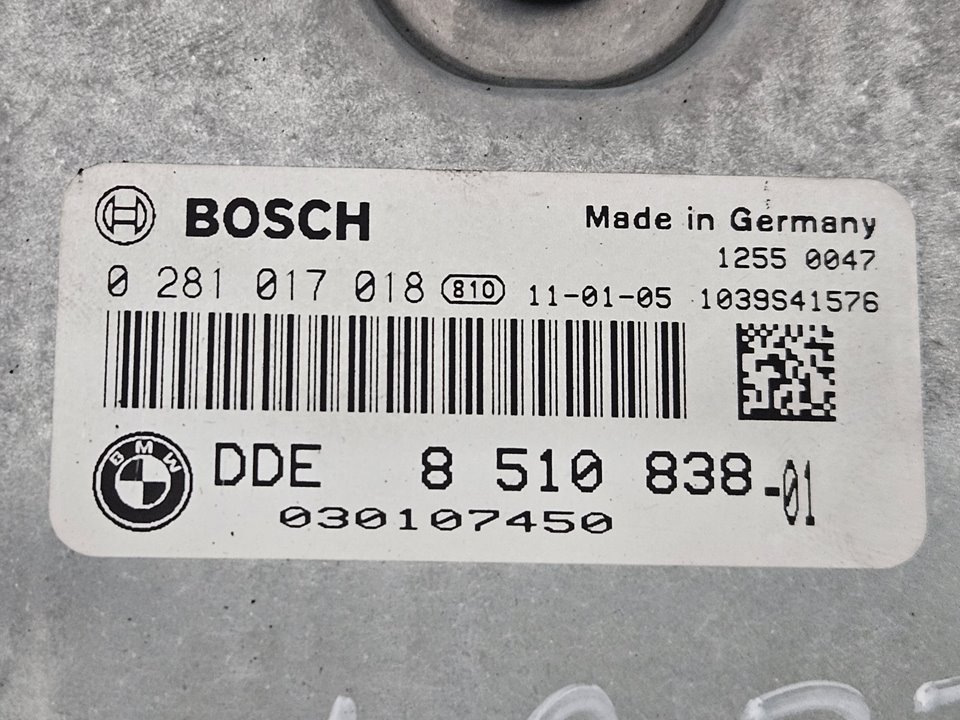 BOSCH Made in Germany
1255 0047
0 281 017 018 810 11-01-05 1039S41576
BMW DDE 8 510 838-01
030107450